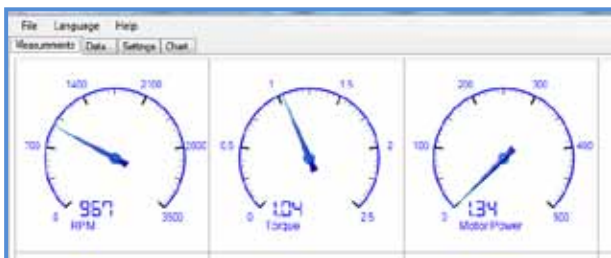 File Language Help
Measurments Data... Settings Chart
1400 2100
700 2800
0 3500
967
RPM
1 1.5
0.5 2
0 2.5
1.04
Torque
200 300
100 400
0 500
1.34
Motor Power